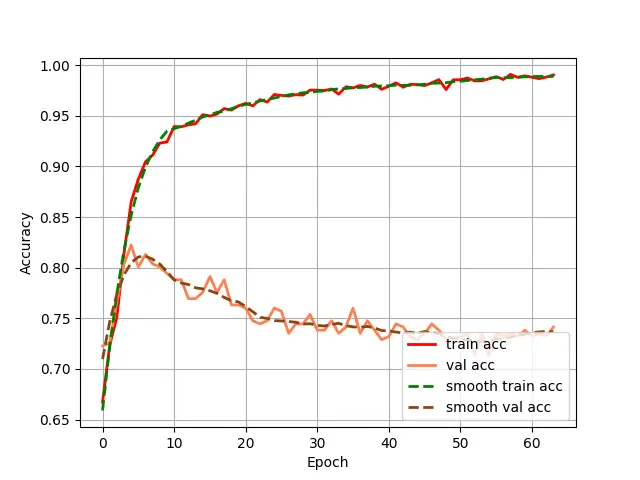 1.00
0.95
0.90
0.85
0.80
0.75
0.70
0.65
Accuracy
train acc
val acc
smooth train acc
smooth val acc
0 10 20 30 40 50 60
Epoch